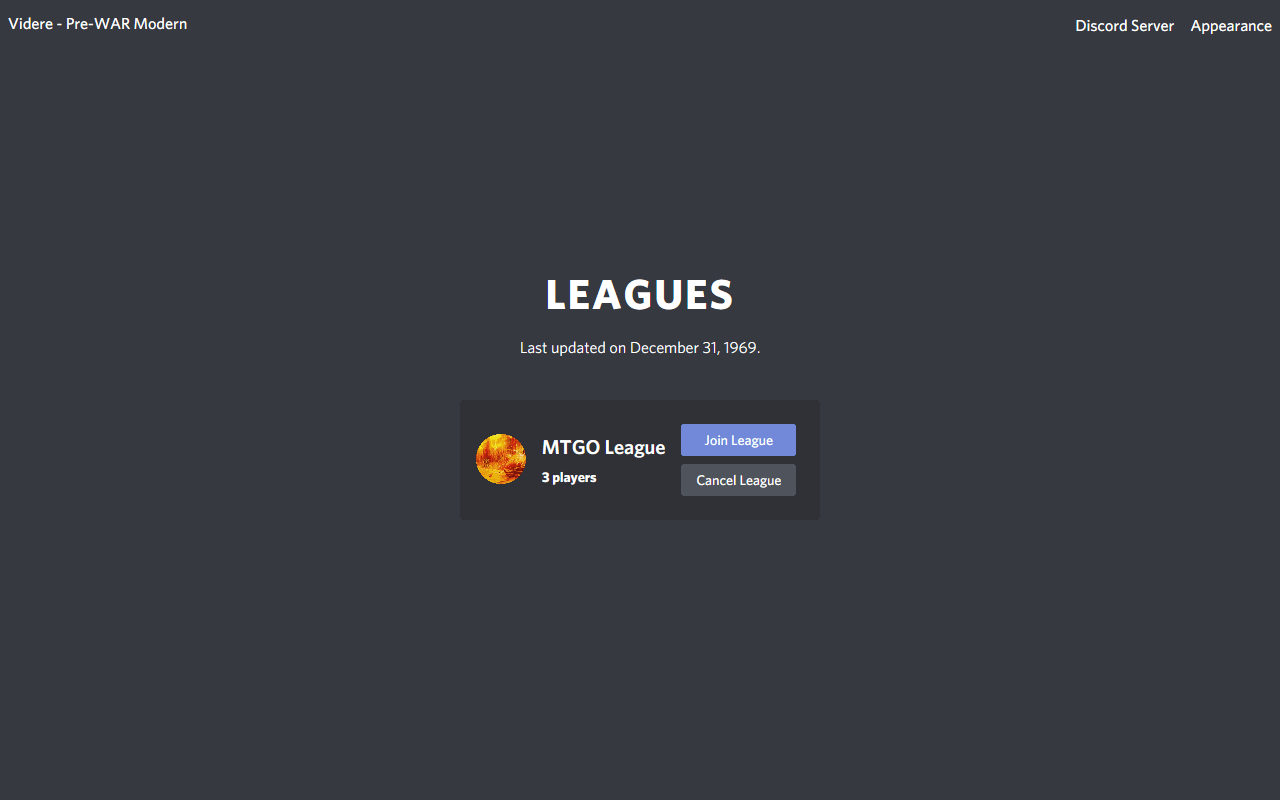 Videre - Pre-WAR Modern
Discord Server
Appearance
LEAGUES
Last updated on December 31, 1969.
MTGO League
3 players
Join League
Cancel League